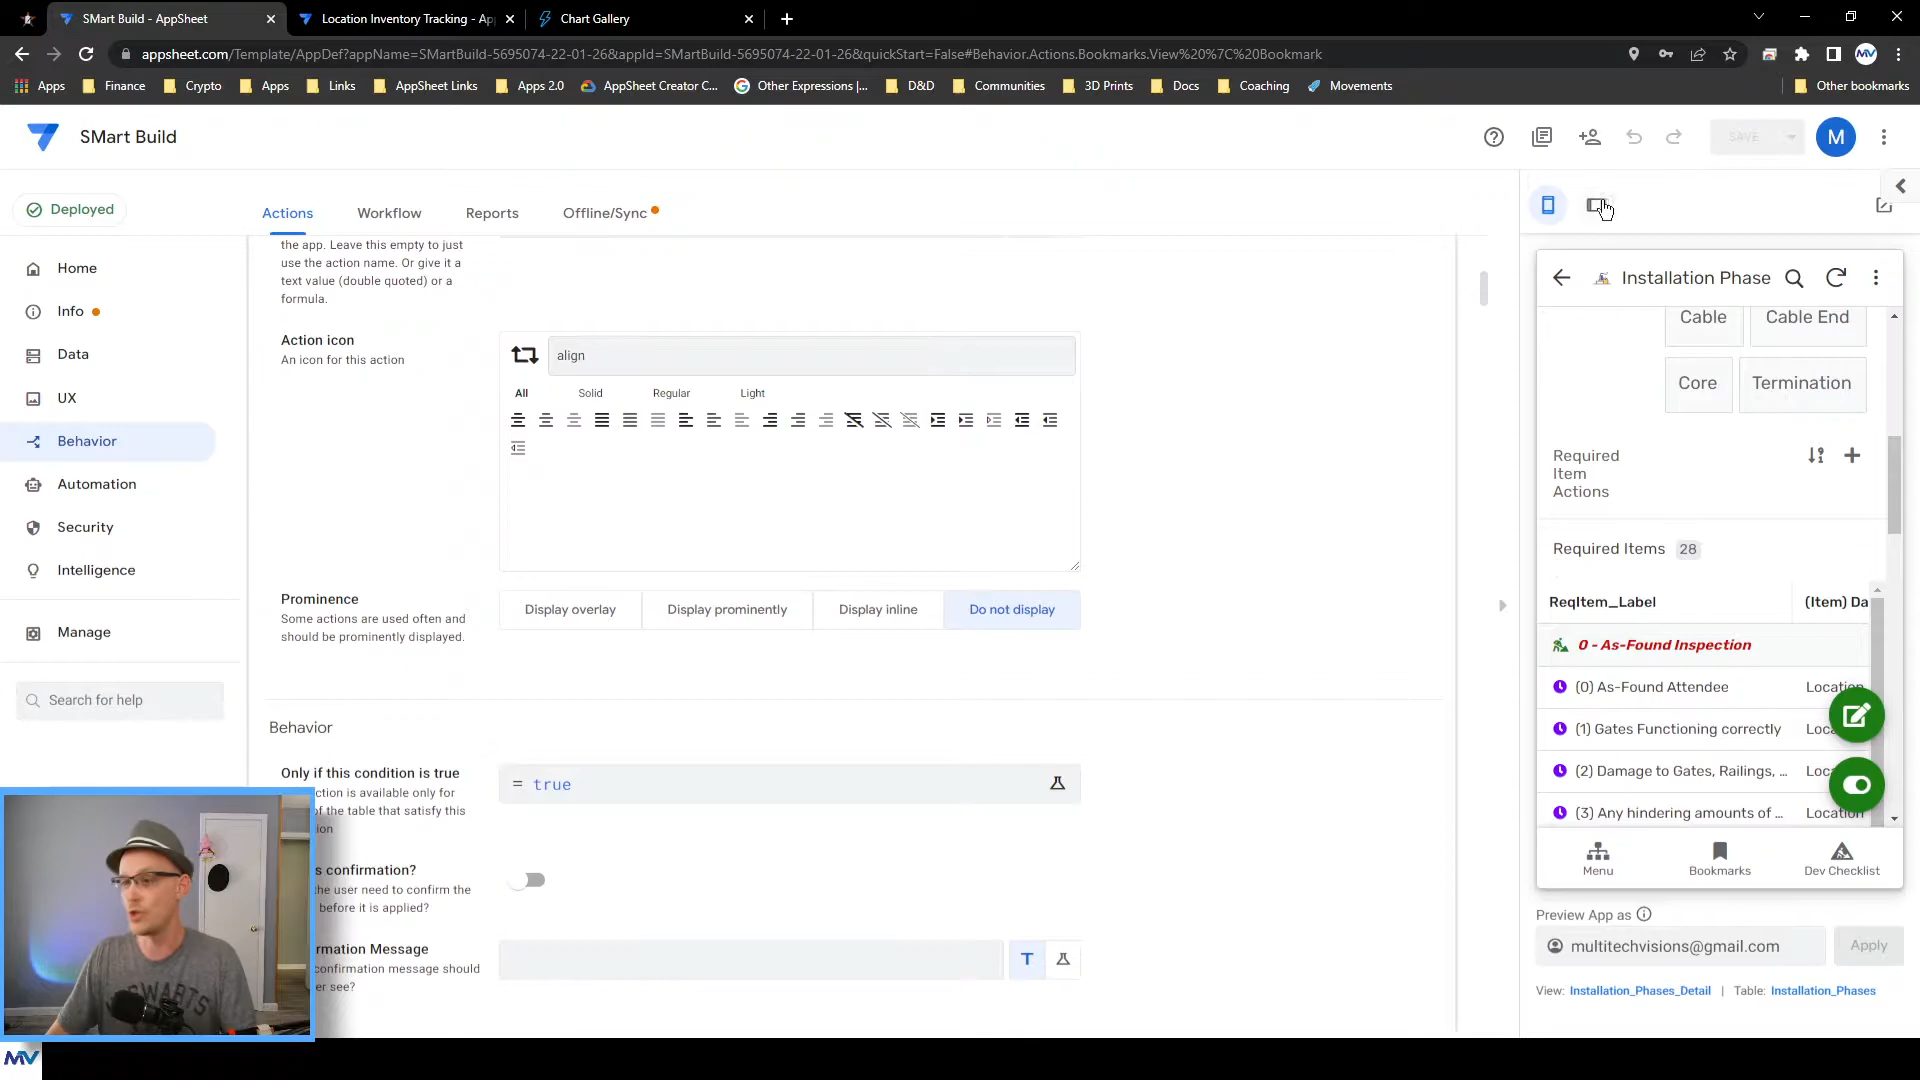 SMart Build - AppSheet
Location Inventory Tracking - Ap
Chart Gallery
appsheet.com/Template/AppDef?appName=SMartBuild-5695074-22-01-26&appId=SMartBuild-5695074-22-01-26&quickStart=False#Behavior.Actions.Bookmarks.View%20%7C%20Bookmark
MV
Apps
Finance
Crypto
Apps
Links
AppSheet Links
Apps 2.0
AppSheet Creator C...
Other Expressions |...
D&D
Communities
3D Prints
Docs
Coaching
Movements
Other bookmarks
SMart Build
SAVE
M
Deployed
Actions
Workflow
Reports
Offline/Sync
Home
Info
Data
UX
Behavior
Automation
Security
Intelligence
Manage
Search for help
the app. Leave this empty to just
use the action name. Or give it a
text value (double quoted) or a
formula.
Action icon
An icon for this action
align
All
Solid
Regular
Light
Prominence
Some actions are used often and
should be prominently displayed.
Display overlay
Display prominently
Display inline
Do not display
Behavior
Only if this condition is true
ction is available only for
of the table that satisfy this
ion
= true
s confirmation?
the user need to confirm the
before it is applied?
rmation Message
confirmation message should
er see?
T
Installation Phase
Cable
Cable End
Core
Termination
Required
Item
Actions
Required Items 28
ReqItem_Label
(Item) Da
0 - As-Found Inspection
(0) As-Found Attendee
Location
(1) Gates Functioning correctly
Loca
(2) Damage to Gates, Railings, ...
Loc
(3) Any hindering amounts of ...
Location
Menu
Bookmarks
Dev Checklist
Preview App as
multitechvisions@gmail.com
Apply
View: Installation_Phases_Detail | Table: Installation_Phases
MV